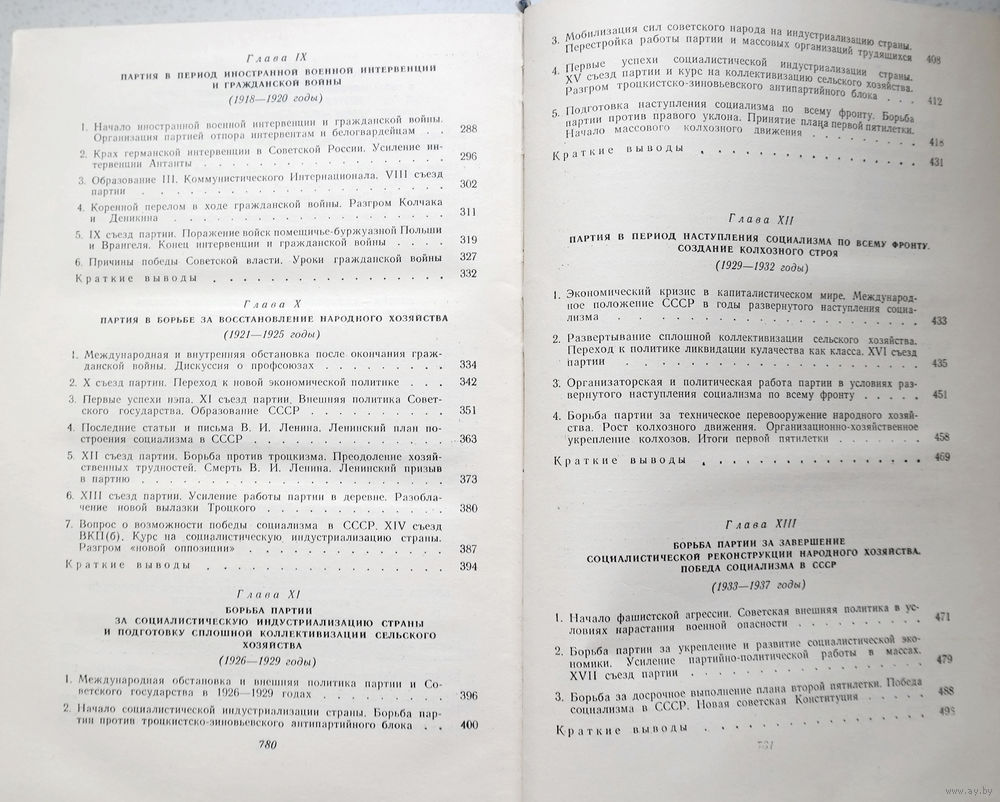 Глава IX
ПАРТИЯ В ПЕРИОД ИНОСТРАННОЙ ВОЕННОЙ ИНТЕРВЕНЦИИ
И ГРАЖДАНСКОЙ ВОЙНЫ
(1918—1920 годы)
1. Начало иностранной военной интервенции и гражданской войны.
Организация партией отпора интервентам и белогвардейцам . . 288
2. Крах германской интервенции в Советской России. Усиление ин-
тервенции Антанты . . . . . . . . . . . . . . . . 296
3. Образование III. Коммунистического Интернационала. VIII съезд
партии . . . . . . . . . . . . . . . . . . . . 302
4. Коренной перелом в ходе гражданской войны. Разгром Колчака
и Деникина . . . . . . . . . . . . . . . . . . 311
5. IX съезд партии. Поражение войск помещичье-буржуазной Польши
и Врангеля. Конец интервенции и гражданской войны . . . . 319
6. Причины победы Советской власти. Уроки гражданской войны 327
Краткие выводы . . . . . . . . . . . . . . . 332
Глава X
ПАРТИЯ В БОРЬБЕ ЗА ВОССТАНОВЛЕНИЕ НАРОДНОГО ХОЗЯЙСТВА
(1921—1925 годы)
1. Международная и внутренняя обстановка после окончания граж-
данской войны. Дискуссия о профсоюзах . . . . . . . . 334
2. X съезд партии. Переход к новой экономической политике . . . 342
3. Первые успехи нэпа. XI съезд партии. Внешняя политика Совет-
ского государства. Образование СССР . . . . . . . . . 351
4. Последние статьи и письма В. И. Ленина. Ленинский план по-
строения социализма в СССР . . . . . . . . . . . . 363
5. XII съезд партии. Борьба против троцкизма. Преодоление хозяй-
ственных трудностей. Смерть В. И. Ленина. Ленинский призыв
в партию . . . . . . . . . . . . . . . . . . . 373
6. XIII съезд партии. Усиление работы партии в деревне. Разобла-
чение новой вылазки Троцкого . . . . . . . . . . . 380
7. Вопрос о возможности победы социализма в СССР. XIV съезд
ВКП(б). Курс на социалистическую индустриализацию страны.
Разгром «новой оппозиции» . . . . . . . . . . . . 387
Краткие выводы . . . . . . . . . . . . . . . . 394
Глава XI
БОРЬБА ПАРТИИ
ЗА СОЦИАЛИСТИЧЕСКУЮ ИНДУСТРИАЛИЗАЦИЮ СТРАНЫ
И ПОДГОТОВКУ СПЛОШНОЙ КОЛЛЕКТИВИЗАЦИИ СЕЛЬСКОГО
ХОЗЯЙСТВА
(1926—1929 годы)
1. Международная обстановка и внешняя политика партии и Со-
ветского государства в 1926—1929 годах . . . . . . . . 396
2. Начало социалистической индустриализации страны. Борьба пар-
тии против троцкистско-зиновьевского антипартийного блока . . 400
780
3. Мобилизация сил советского народа на индустриализацию страны.
Перестройка работы партии и массовых организаций трудящихся 408
4. Первые успехи социалистической индустриализации страны.
XV съезд партии и курс на коллективизацию сельского хозяйства.
Разгром троцкистско-зиновьевского антипартийного блока . . . 412
5. Подготовка наступления социализма по всему фронту. Борьба
партии против правого уклона. Принятие плана первой пятилетки.
Начало массового колхозного движения . . . . . . . . 418
Краткие выводы . . . . . . . . . . . . . . . 431
Глава XII
ПАРТИЯ В ПЕРИОД НАСТУПЛЕНИЯ СОЦИАЛИЗМА ПО ВСЕМУ ФРОНТУ.
СОЗДАНИЕ КОЛХОЗНОГО СТРОЯ
(1929—1932 годы)
1. Экономический кризис в капиталистическом мире. Международ-
ное положение СССР в годы развернутого наступления социа-
лизма . . . . . . . . . . . . . . . . . . . 433
2. Развертывание сплошной коллективизации сельского хозяйства.
Переход к политике ликвидации кулачества как класса. XVI съезд
партии . . . . . . . . . . . . . . . . . . . 435
3. Организаторская и политическая работа партии в условиях раз-
вернутого наступления социализма по всему фронту . . . . . 451
4. Борьба партии за техническое перевооружение народного хозяй-
ства. Рост колхозного движения. Организационно-хозяйственное
укрепление колхозов. Итоги первой пятилетки . . . . . . 458
Краткие выводы . . . . . . . . . . . . . . . 469
Глава XIII
БОРЬБА ПАРТИИ ЗА ЗАВЕРШЕНИЕ
СОЦИАЛИСТИЧЕСКОЙ РЕКОНСТРУКЦИИ НАРОДНОГО ХОЗЯЙСТВА.
ПОБЕДА СОЦИАЛИЗМА В СССР
(1933—1937 годы)
1. Начало фашистской агрессии. Советская внешняя политика в ус-
ловиях нарастания военной опасности . . . . . . . . . 471
2. Борьба партии за укрепление и развитие социалистической эко-
номики. Усиление партийно-политической работы в массах.
XVII съезд партии . . . . . . . . . . . . . . . 479
3. Борьба за досрочное выполнение плана второй пятилетки. Победа
социализма в СССР. Новая советская Конституция . . . . . 488
Краткие выводы . . . . . . . . . . . . . . . 498
781
www.ay.by